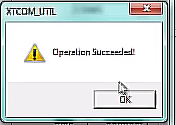 XTCOM_UTIL
Operation Succeeded!
OK